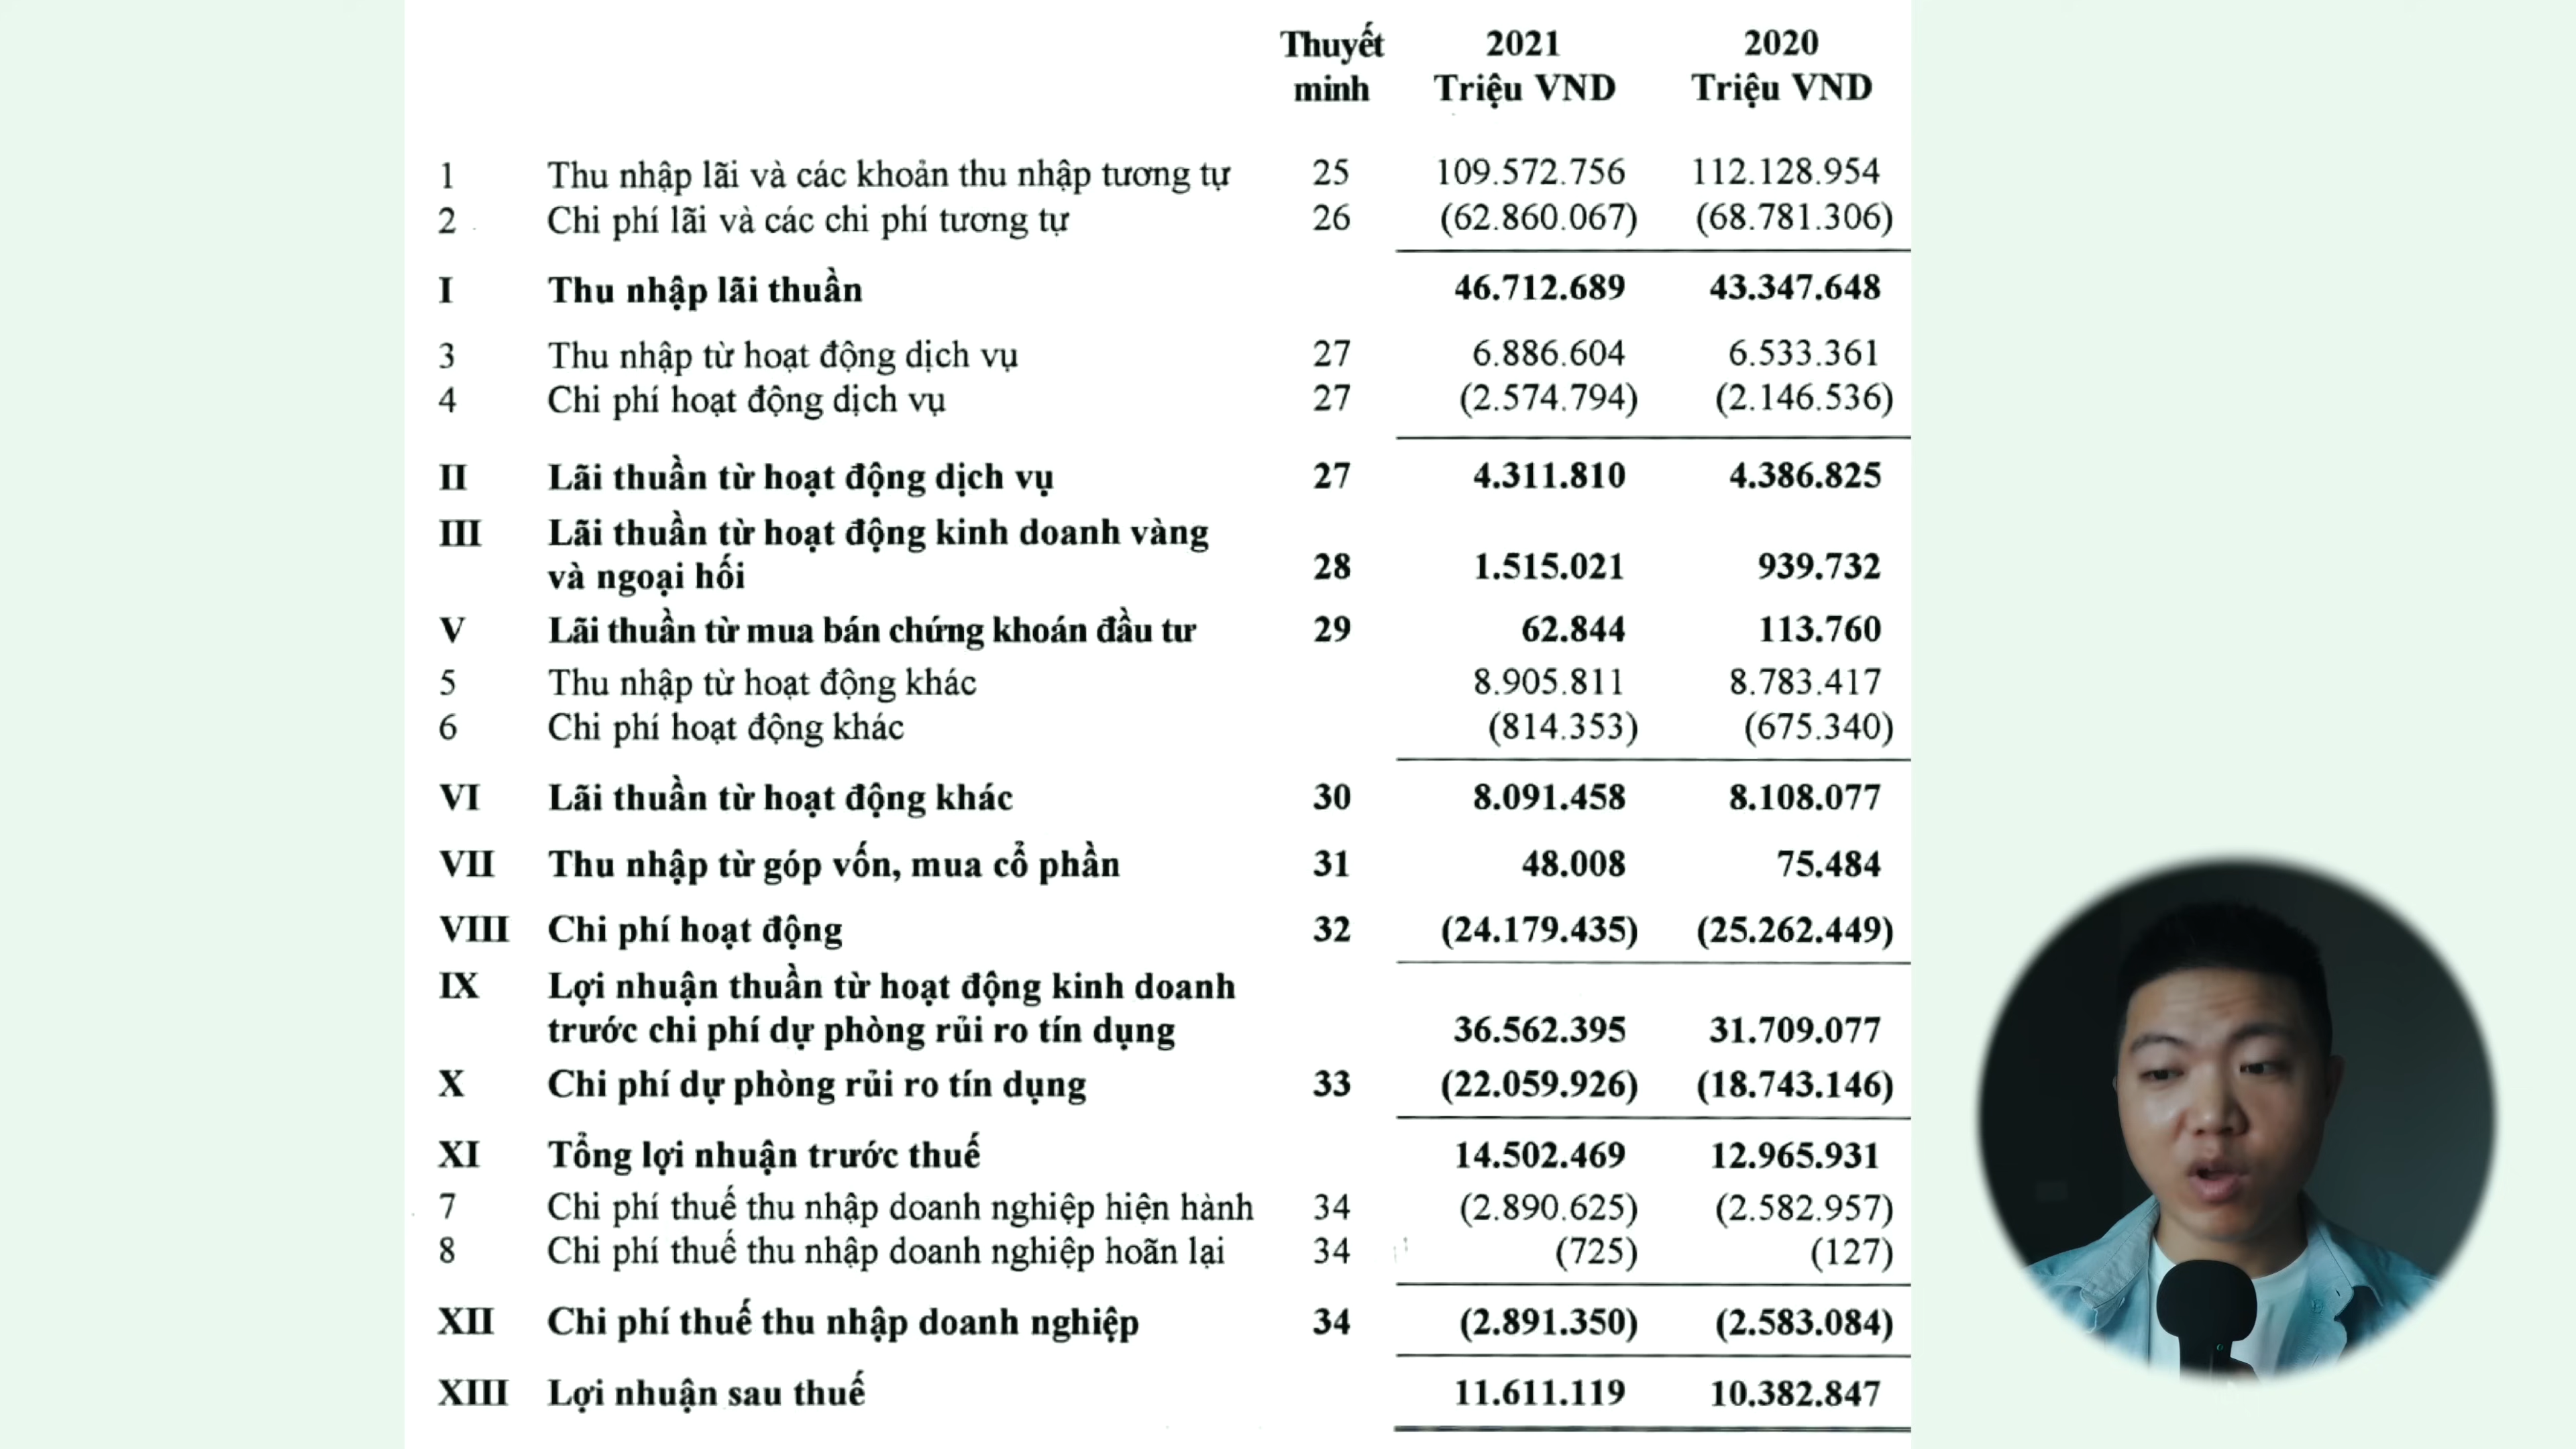 Thuyết 2021 2020
minh Triệu VND Triệu VND
1 Thu nhập lãi và các khoản thu nhập tương tự 25 109.572.756 112.128.954
2 Chi phí lãi và các chi phí tương tự 26 (62.860.067) (68.781.306)
I Thu nhập lãi thuần 46.712.689 43.347.648
3 Thu nhập từ hoạt động dịch vụ 27 6.886.604 6.533.361
4 Chi phí hoạt động dịch vụ 27 (2.574.794) (2.146.536)
II Lãi thuần từ hoạt động dịch vụ 27 4.311.810 4.386.825
III Lãi thuần từ hoạt động kinh doanh vàng
và ngoại hối 28 1.515.021 939.732
V Lãi thuần từ mua bán chứng khoán đầu tư 29 62.844 113.760
5 Thu nhập từ hoạt động khác 8.905.811 8.783.417
6 Chi phí hoạt động khác (814.353) (675.340)
VI Lãi thuần từ hoạt động khác 30 8.091.458 8.108.077
VII Thu nhập từ góp vốn, mua cổ phần 31 48.008 75.484
VIII Chi phí hoạt động 32 (24.179.435) (25.262.449)
IX Lợi nhuận thuần từ hoạt động kinh doanh
trước chi phí dự phòng rủi ro tín dụng 36.562.395 31.709.077
X Chi phí dự phòng rủi ro tín dụng 33 (22.059.926) (18.743.146)
XI Tổng lợi nhuận trước thuế 14.502.469 12.965.931
7 Chi phí thuế thu nhập doanh nghiệp hiện hành 34 (2.890.625) (2.582.957)
8 Chi phí thuế thu nhập doanh nghiệp hoãn lại 34 (725) (127)
XII Chi phí thuế thu nhập doanh nghiệp 34 (2.891.350) (2.583.084)
XIII Lợi nhuận sau thuế 11.611.119 10.382.847